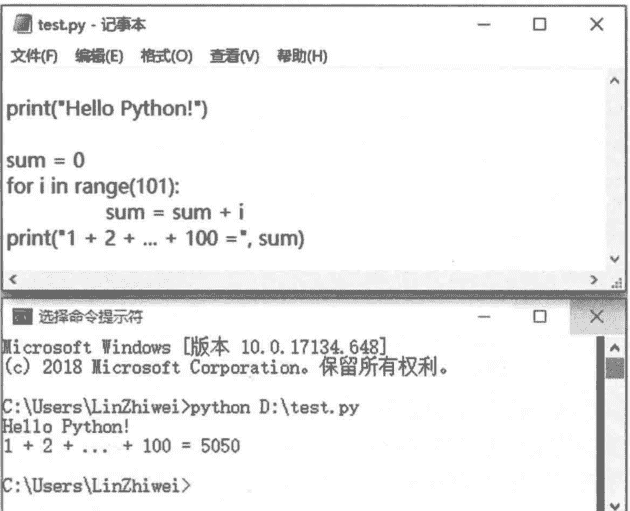 test.py - 记事本
文件(F) 编辑(E) 格式(O) 查看(V) 帮助(H)
print("Hello Python!")
sum = 0
for i in range(101):
sum = sum + i
print("1 + 2 + ... + 100 =", sum)
选择命令提示符
Microsoft Windows [版本 10.0.17134.648]
(c) 2018 Microsoft Corporation。保留所有权利。
C:\Users\LinZhiwei>python D:\test.py
Hello Python!
1 + 2 + ... + 100 = 5050
C:\Users\LinZhiwei>